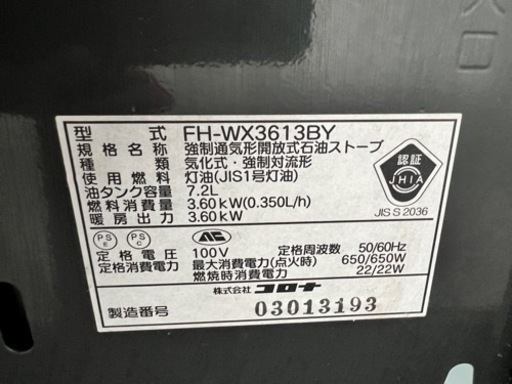 入口
型式 FH-WX3613BY
規格名称 強制通気形開放式石油ストーブ
種類 気化式・強制対流形
使用燃料 灯油(JIS1号灯油)
油タンク容量 7.2L
燃料消費量 3.60kW(0.350L/h)
暖房出力 3.60kW
認証
JHIA
JIS S 2036
PS E PS C
定格電圧 100V 定格周波数 50/60Hz
定格消費電力 最大消費電力(点火時) 650/650W
燃焼時消費電力 22/22W
株式会社 コロナ
製造番号 03013193